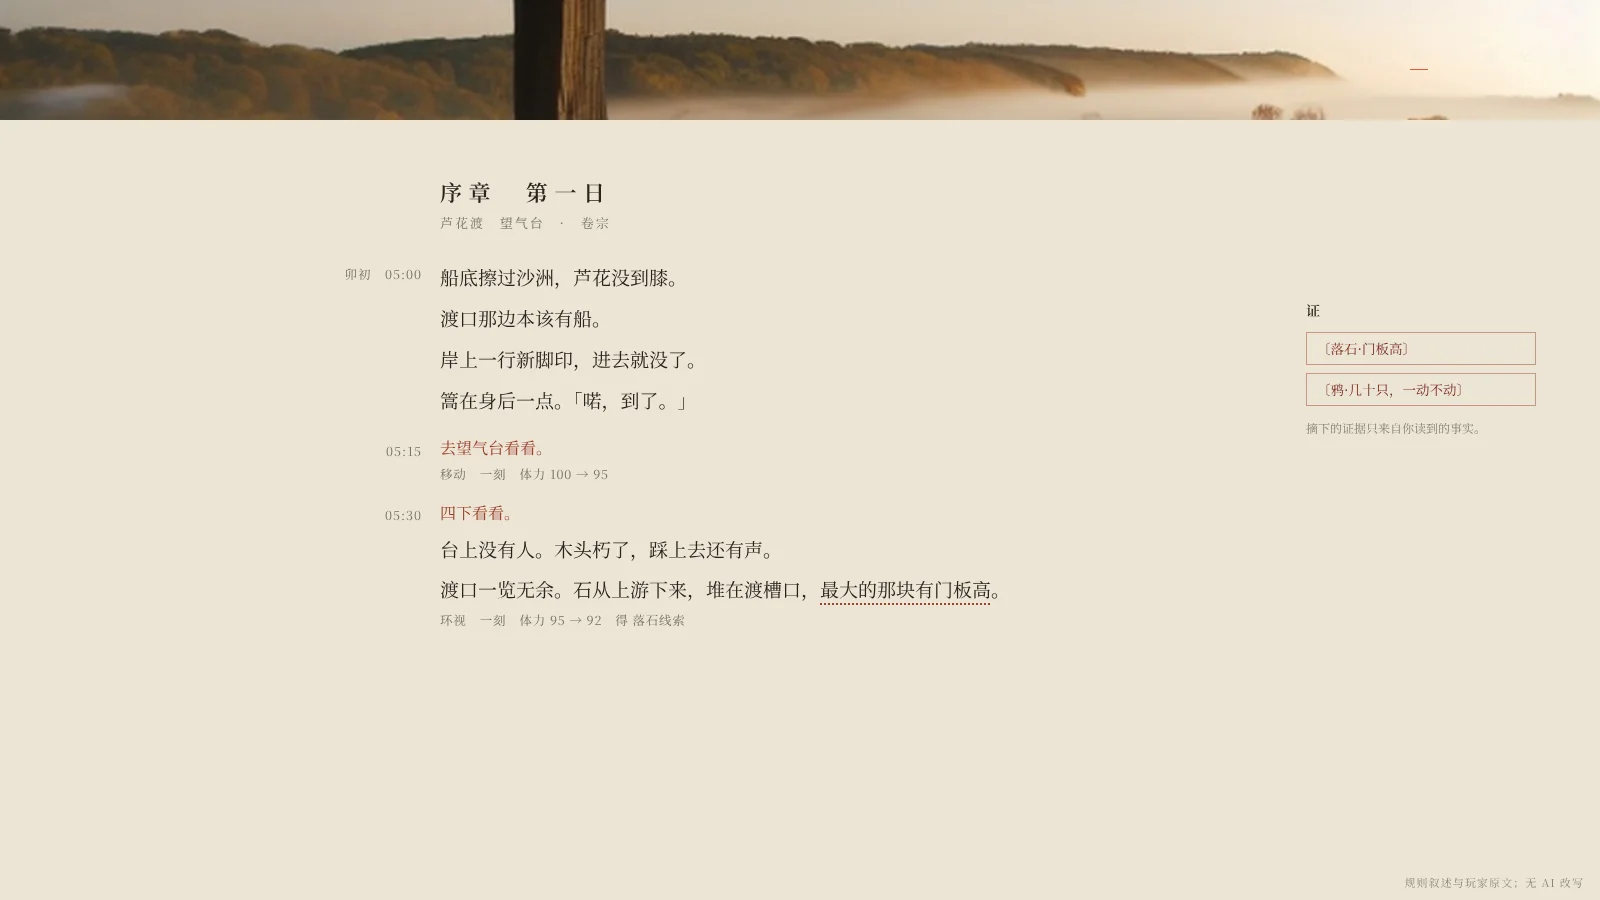 序章 第一日
芦花渡 望气台 · 卷宗
卯初 05:00 船底擦过沙洲，芦花没到膝。
渡口那边本该有船。
岸上一行新脚印，进去就没了。
篙在身后一点。「喏，到了。」
05:15 去望气台看看。
移动 一刻 体力 100 → 95
05:30 四下看看。
台上没有人。木头朽了，踩上去还有声。
渡口一览无余。石从上游下来，堆在渡槽口，最大的那块有门板高。
环视 一刻 体力 95 → 92 得 落石线索
证
〔落石·门板高〕
〔鸦·几十只，一动不动〕
摘下的证据只来自你读到的事实。
规则叙述与玩家原文；无 AI 改写